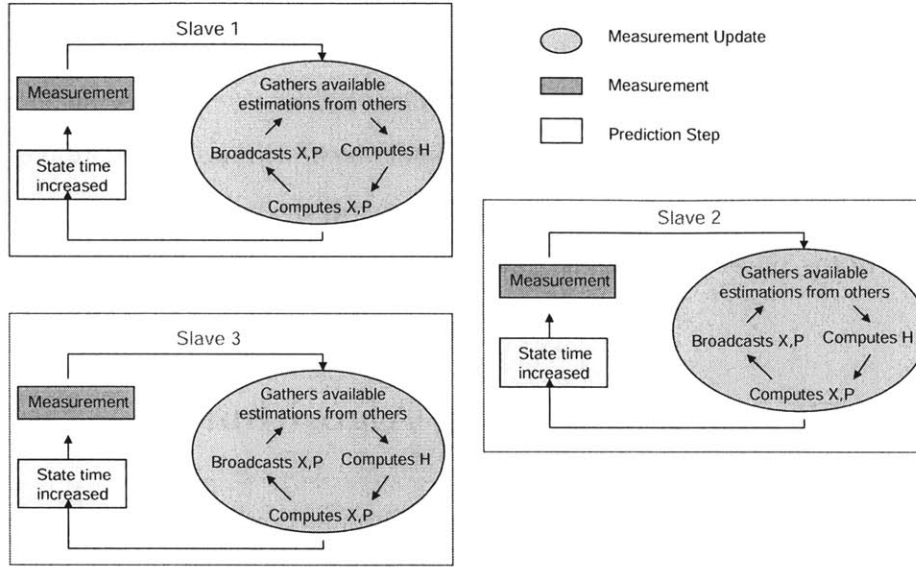 Slave 1
Measurement
State time
increased
Gathers available
estimations from others
Broadcasts X,P
Computes H
Computes X,P
Measurement Update
Measurement
Prediction Step
Slave 2
Measurement
State time
increased
Gathers available
estimations from others
Broadcasts X,P
Computes H
Computes X,P
Slave 3
Measurement
State time
increased
Gathers available
estimations from others
Broadcasts X,P
Computes H
Computes X,P